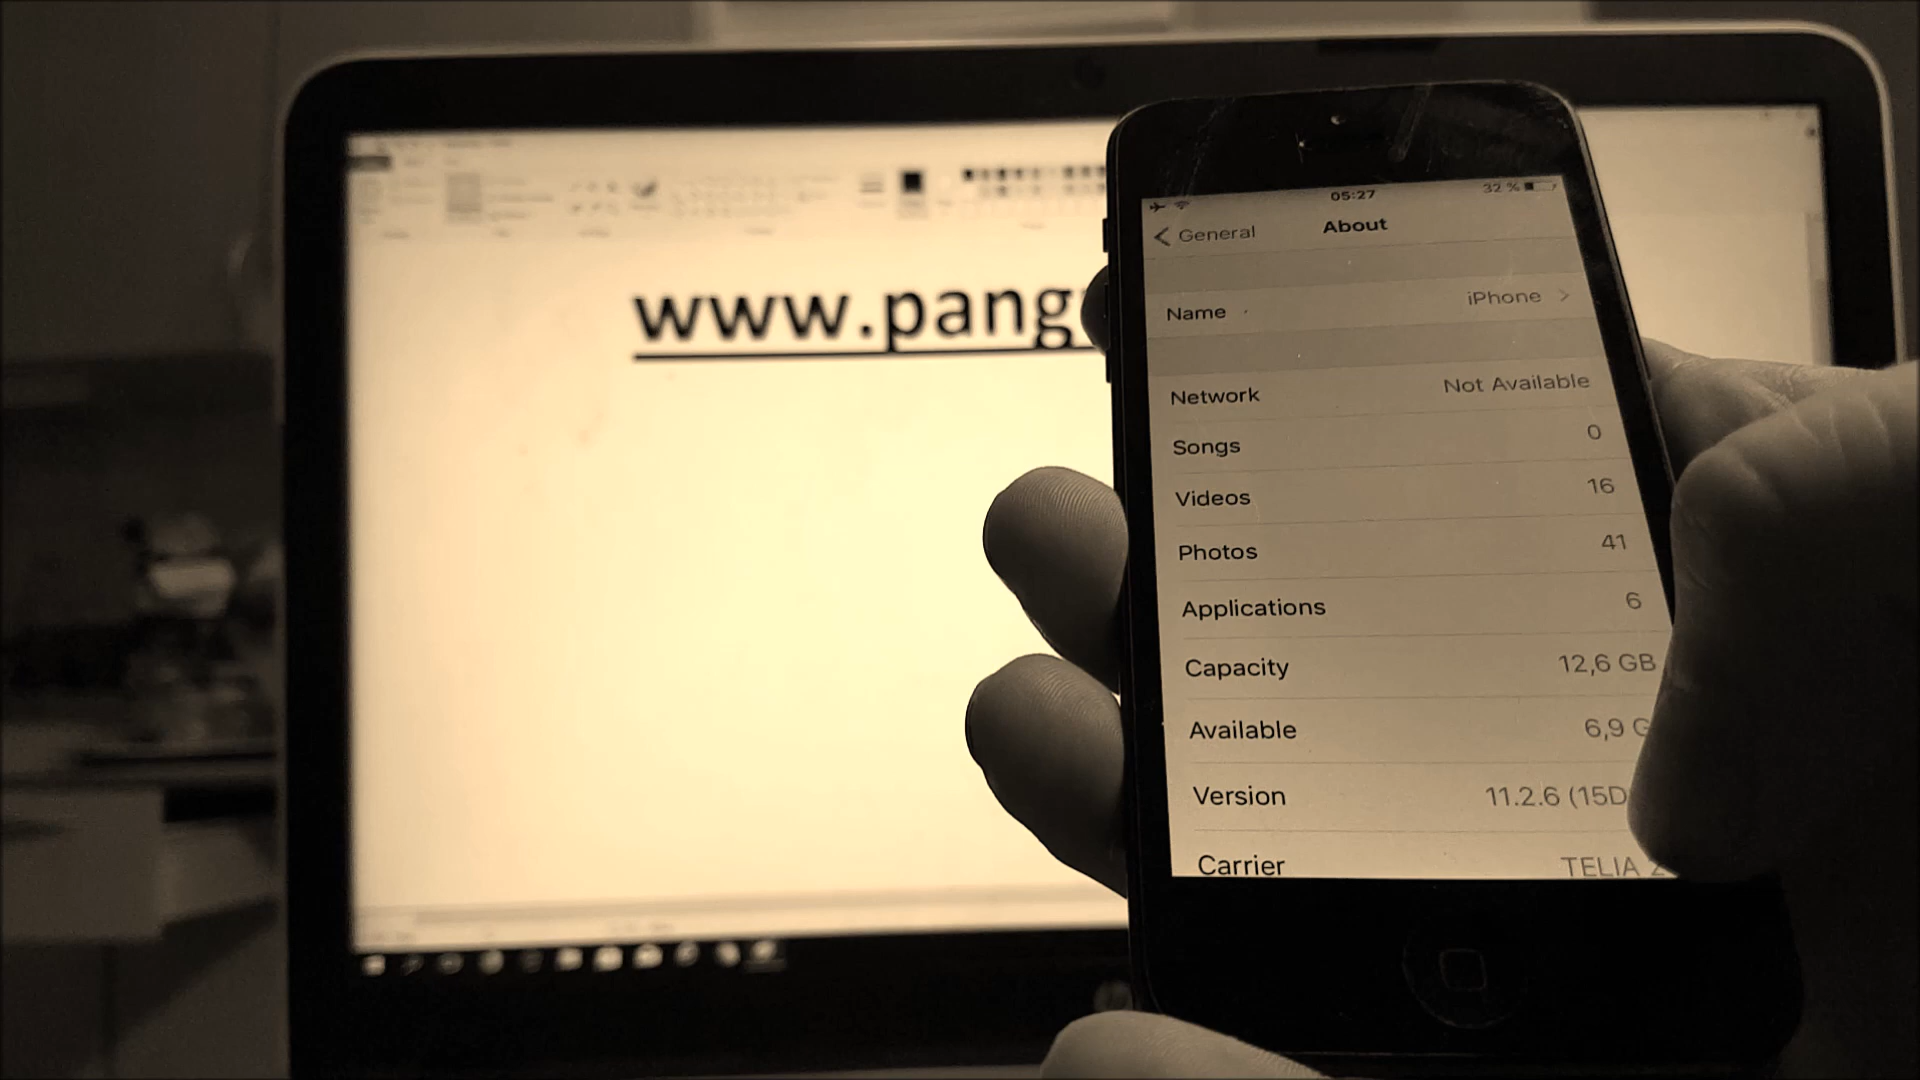 www.pang
05:27
32 %
General
About
Name iPhone
Network Not Available
Songs 0
Videos 16
Photos 41
Applications 6
Capacity 12,6 GB
Available 6,9 G
Version 11.2.6 (15D
Carrier TELIA